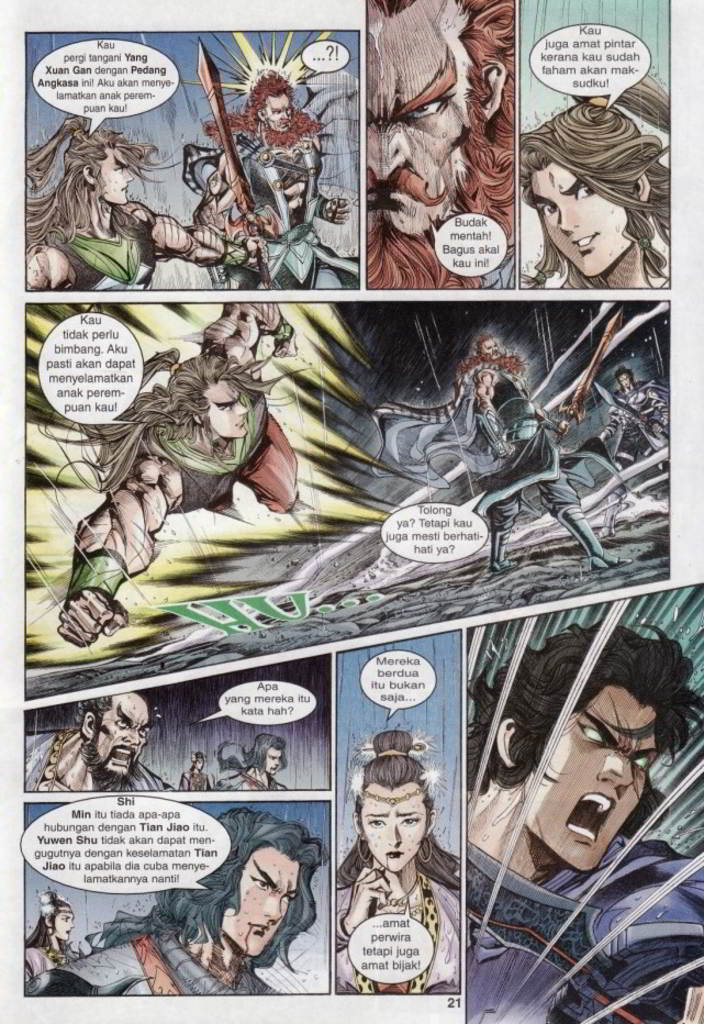 Kau
pergi tangani Yang
Xuan Gan dengan Pedang
Angkasa ini! Aku akan menye-
lamatkan anak perem-
puan kau!
...?!
Budak
mentah!
Bagus akal
kau ini!
Kau
juga amat pintar
kerana kau sudah
faham akan mak-
sudku!
Kau
tidak perlu
bimbang. Aku
pasti akan dapat
menyelamatkan
anak perem-
puan kau!
Tolong
ya? Tetapi kau
juga mesti berhati-
hati ya?
HU...
Apa
yang mereka itu
kata hah?
Shi
Min itu tiada apa-apa
hubungan dengan Tian Jiao itu.
Yuwen Shu tidak akan dapat men-
gugutnya dengan keselamatan Tian
Jiao itu apabila dia cuba menye-
lamatkannya nanti!
Mereka
berdua
itu bukan
saja...
...amat
perwira
tetapi juga
amat bijak!
21